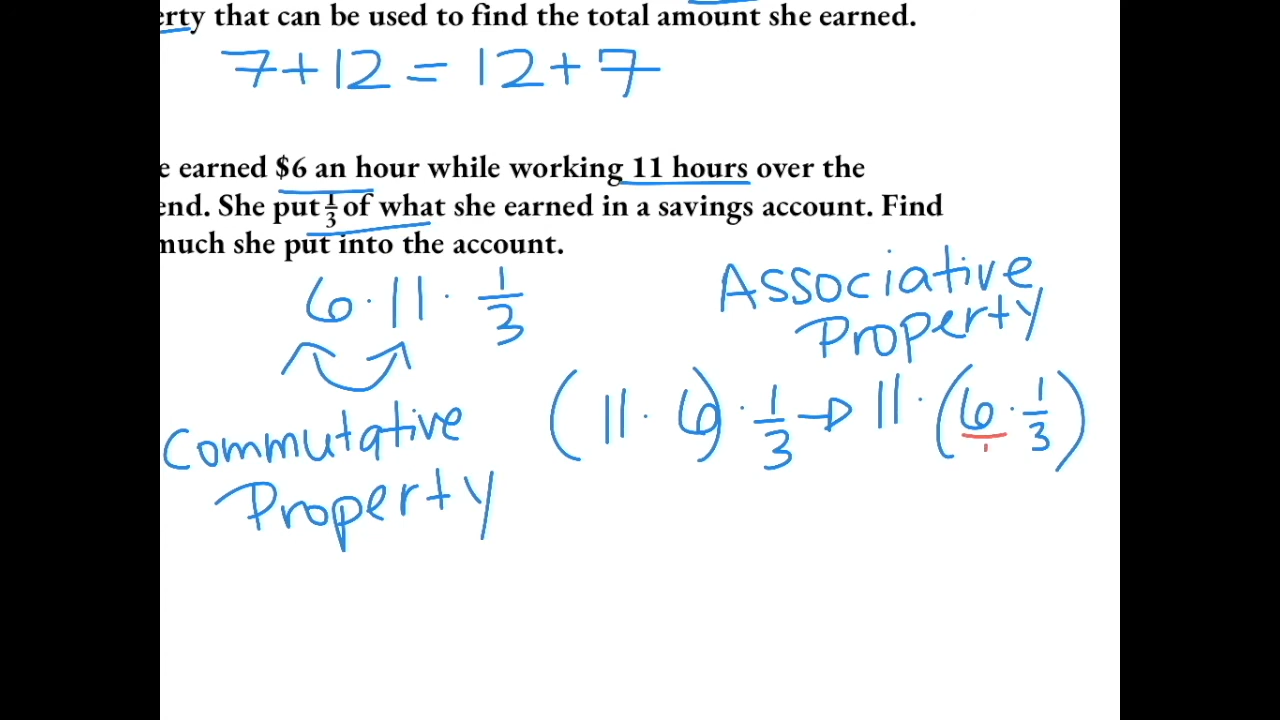 erty that can be used to find the total amount she earned.
7+12 = 12+7
e earned $6 an hour while working 11 hours over the
end. She put 1/3 of what she earned in a savings account. Find
much she put into the account.
6 · 11 · 1/3
Associative
Property
(11 · 6) · 1/3 → 11 · (6/1 · 1/3)
Commutative
Property